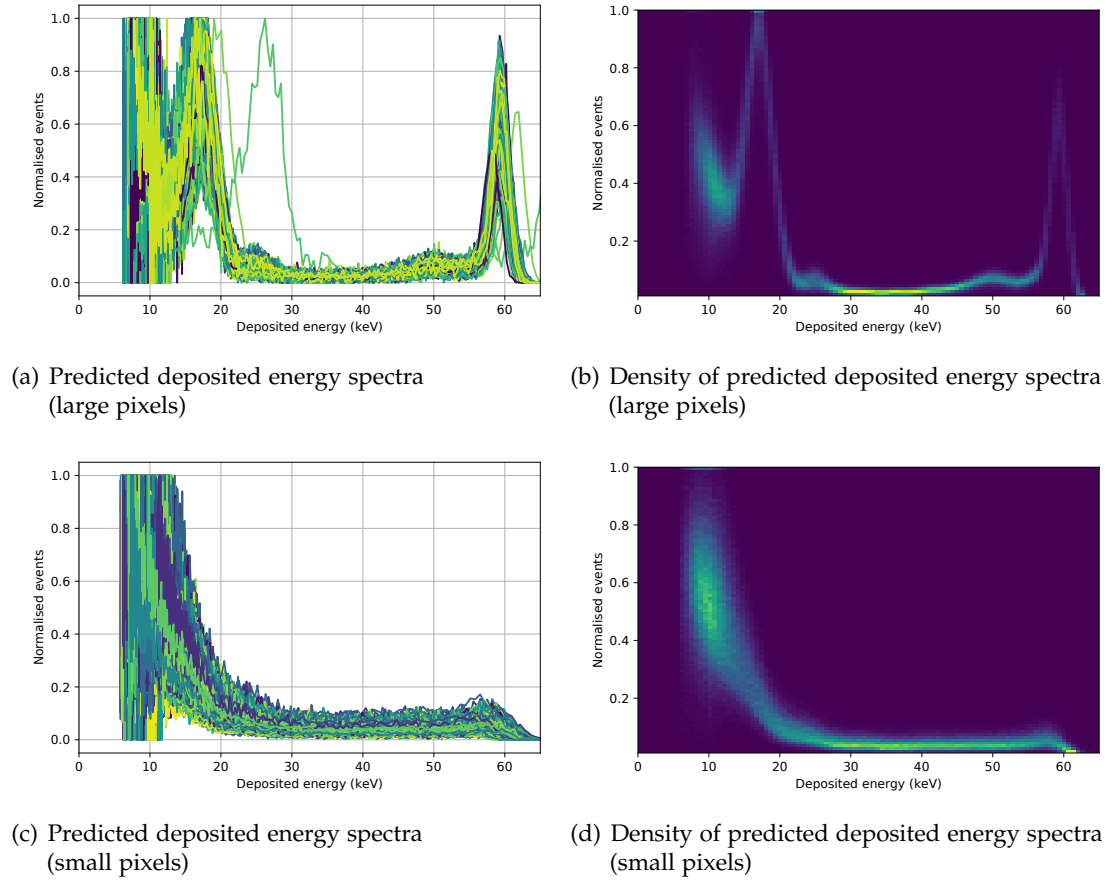 1.0
0.8
0.6
0.4
0.2
0.0
Normalised events
0 10 20 30 40 50 60
Deposited energy (keV)
(a) Predicted deposited energy spectra
(large pixels)
1.0
0.8
0.6
0.4
0.2
Normalised events
0 10 20 30 40 50 60
Deposited energy (keV)
(b) Density of predicted deposited energy spectra
(large pixels)
1.0
0.8
0.6
0.4
0.2
0.0
Normalised events
0 10 20 30 40 50 60
Deposited energy (keV)
(c) Predicted deposited energy spectra
(small pixels)
1.0
0.8
0.6
0.4
0.2
Normalised events
0 10 20 30 40 50 60
Deposited energy (keV)
(d) Density of predicted deposited energy spectra
(small pixels)